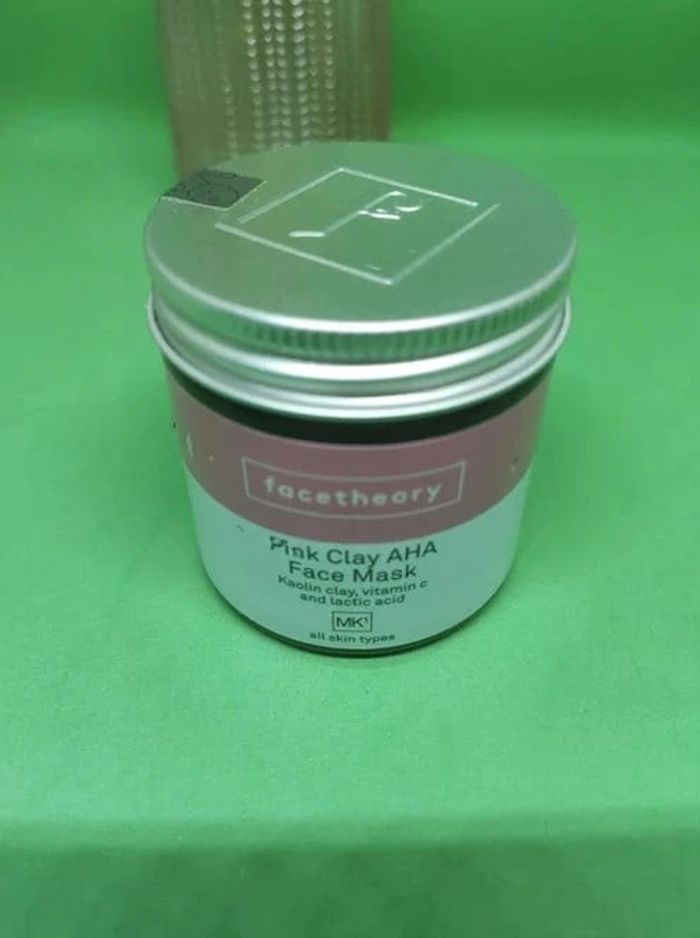 facetheory
Pink Clay AHA
Face Mask
Kaolin clay, vitamin c
and lactic acid
MK¹
all skin types